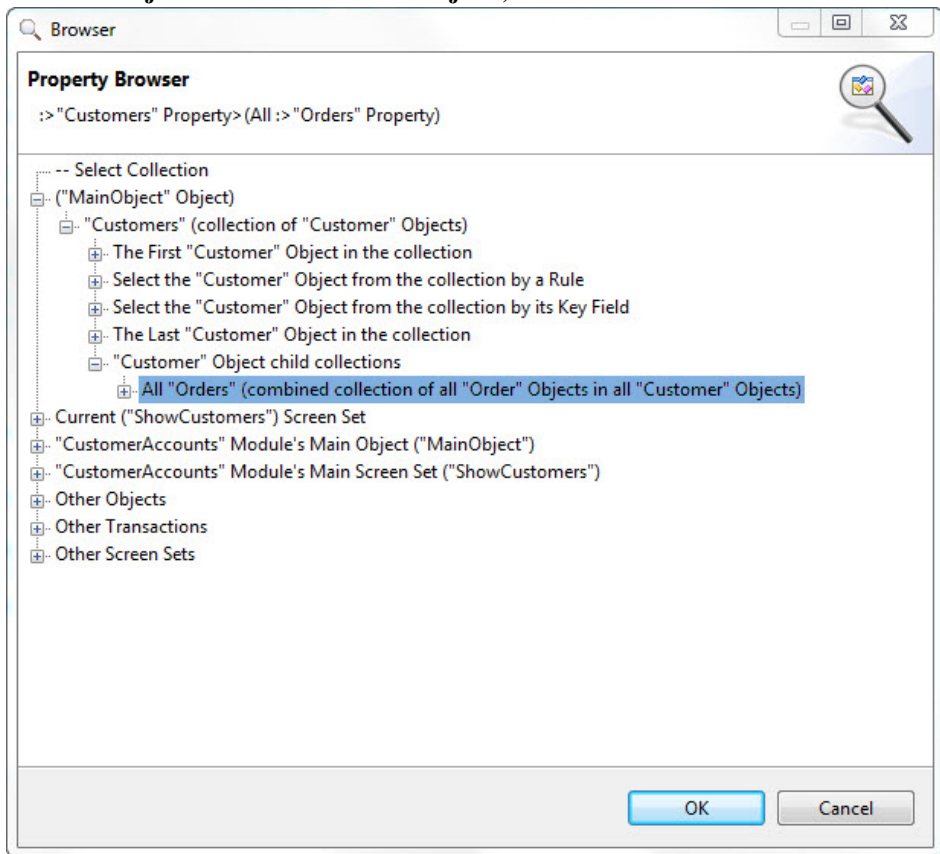 Browser
Property Browser
:>"Customers" Property>(All :>"Orders" Property)
-- Select Collection
("MainObject" Object)
"Customers" (collection of "Customer" Objects)
The First "Customer" Object in the collection
Select the "Customer" Object from the collection by a Rule
Select the "Customer" Object from the collection by its Key Field
The Last "Customer" Object in the collection
"Customer" Object child collections
All "Orders" (combined collection of all "Order" Objects in all "Customer" Objects)
Current ("ShowCustomers") Screen Set
"CustomerAccounts" Module's Main Object ("MainObject")
"CustomerAccounts" Module's Main Screen Set ("ShowCustomers")
Other Objects
Other Transactions
Other Screen Sets
OK Cancel